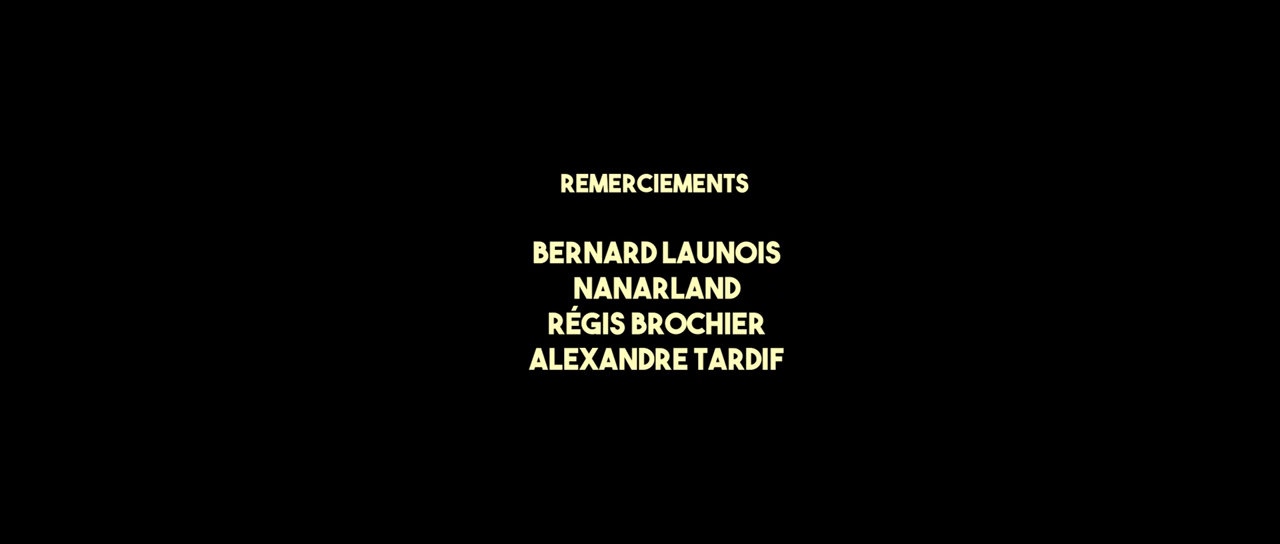 REMERCIEMENTS
BERNARD LAUNOIS
NANARLAND
RÉGIS BROCHIER
ALEXANDRE TARDIF